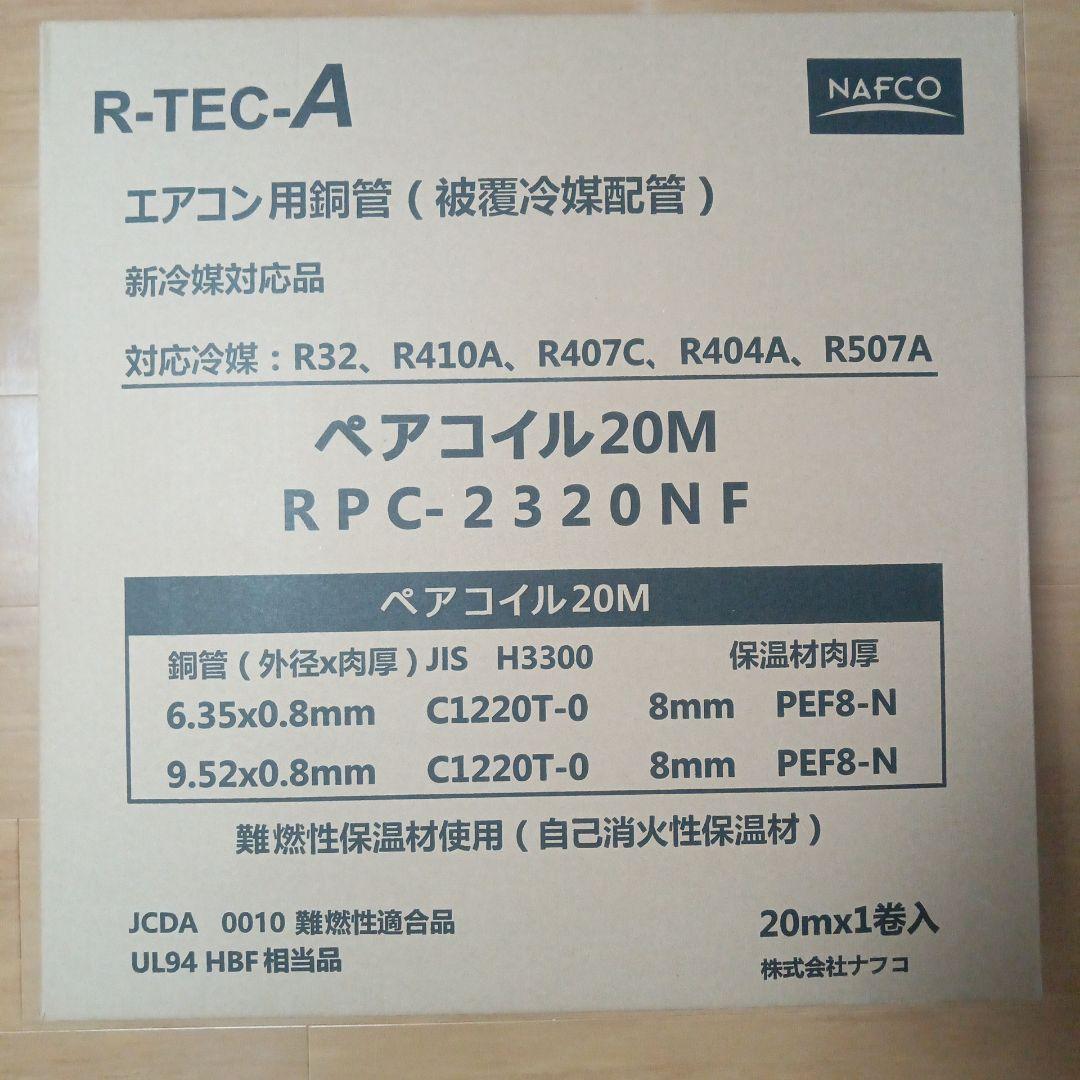 R-TEC-A
NAFCO
エアコン用銅管(被覆冷媒配管)
新冷媒対応品
対応冷媒:R32、R410A、R407C、R404A、R507A
ペアコイル20M
RPC-2320NF
ペアコイル20M
銅管(外径x肉厚)JIS H3300 保温材肉厚
6.35x0.8mm C1220T-0 8mm PEF8-N
9.52x0.8mm C1220T-0 8mm PEF8-N
難燃性保温材使用(自己消火性保温材)
JCDA 0010 難燃性適合品
UL94 HBF相当品
20mx1巻入
株式会社ナフコ